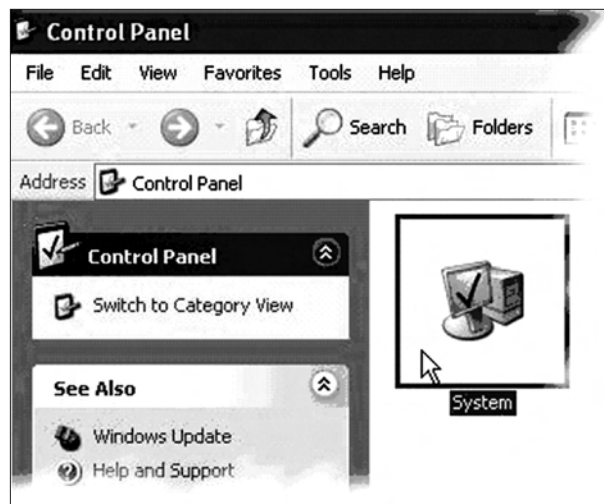 Control Panel
File Edit View Favorites Tools Help
Back Search Folders
Address Control Panel
Control Panel
Switch to Category View
See Also
Windows Update
Help and Support
System